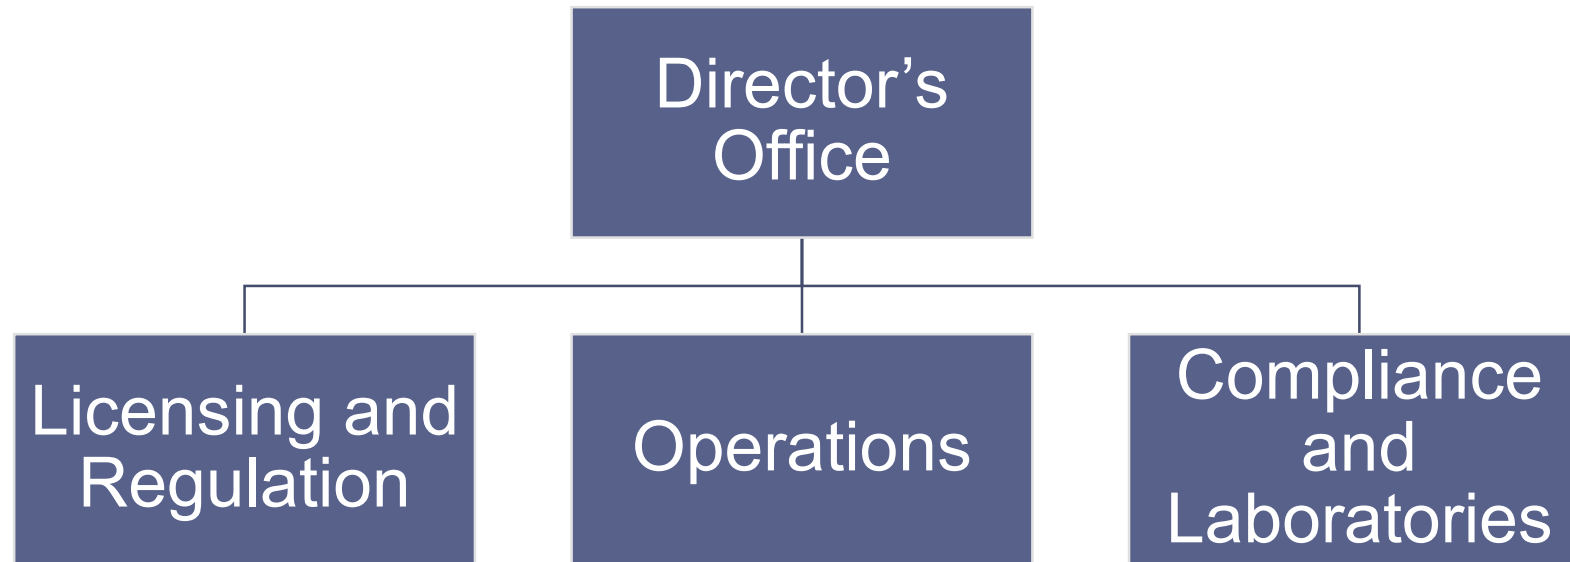 Director’s
Office
Licensing and
Regulation
Operations
Compliance
and
Laboratories